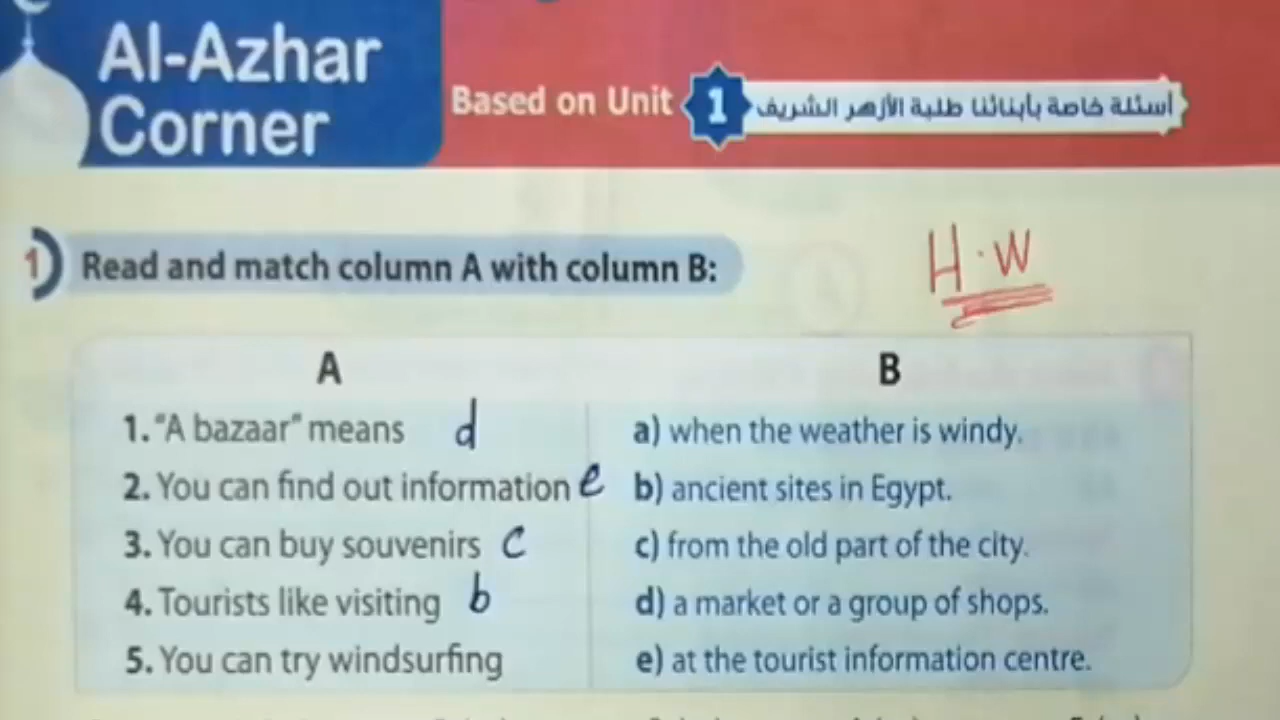 Al-Azhar
Corner
Based on Unit 1 أسئلة خاصة بأبنائنا طلبة الأزهر الشريف
H.W
1) Read and match column A with column B:
A B
1. "A bazaar" means d a) when the weather is windy.
2. You can find out information e b) ancient sites in Egypt.
3. You can buy souvenirs c c) from the old part of the city.
4. Tourists like visiting b d) a market or a group of shops.
5. You can try windsurfing e) at the tourist information centre.